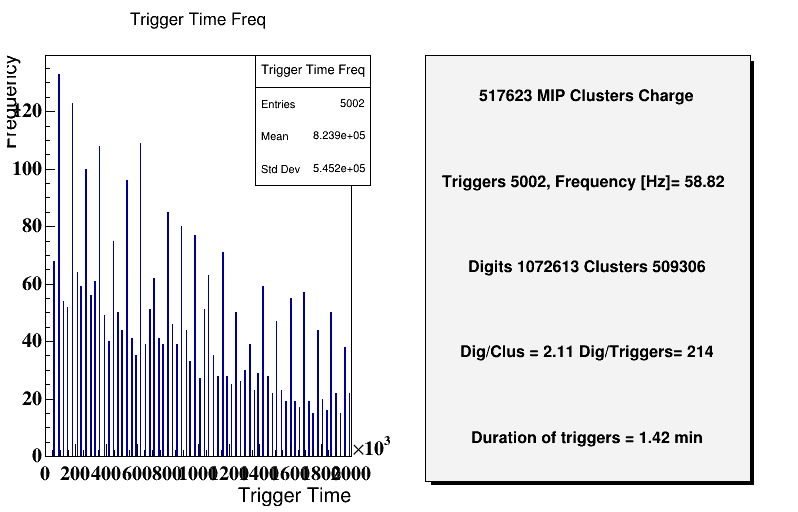 Trigger Time Freq
Frequency
Trigger Time Freq
Entries 5002
Mean 8.239e+05
Std Dev 5.452e+05
120
100
80
60
40
20
0
0 200 400 600 800 1000 1200 1400 1600 1800 2000
×10³
Trigger Time
517623 MIP Clusters Charge
Triggers 5002, Frequency [Hz]= 58.82
Digits 1072613 Clusters 509306
Dig/Clus = 2.11 Dig/Triggers= 214
Duration of triggers = 1.42 min